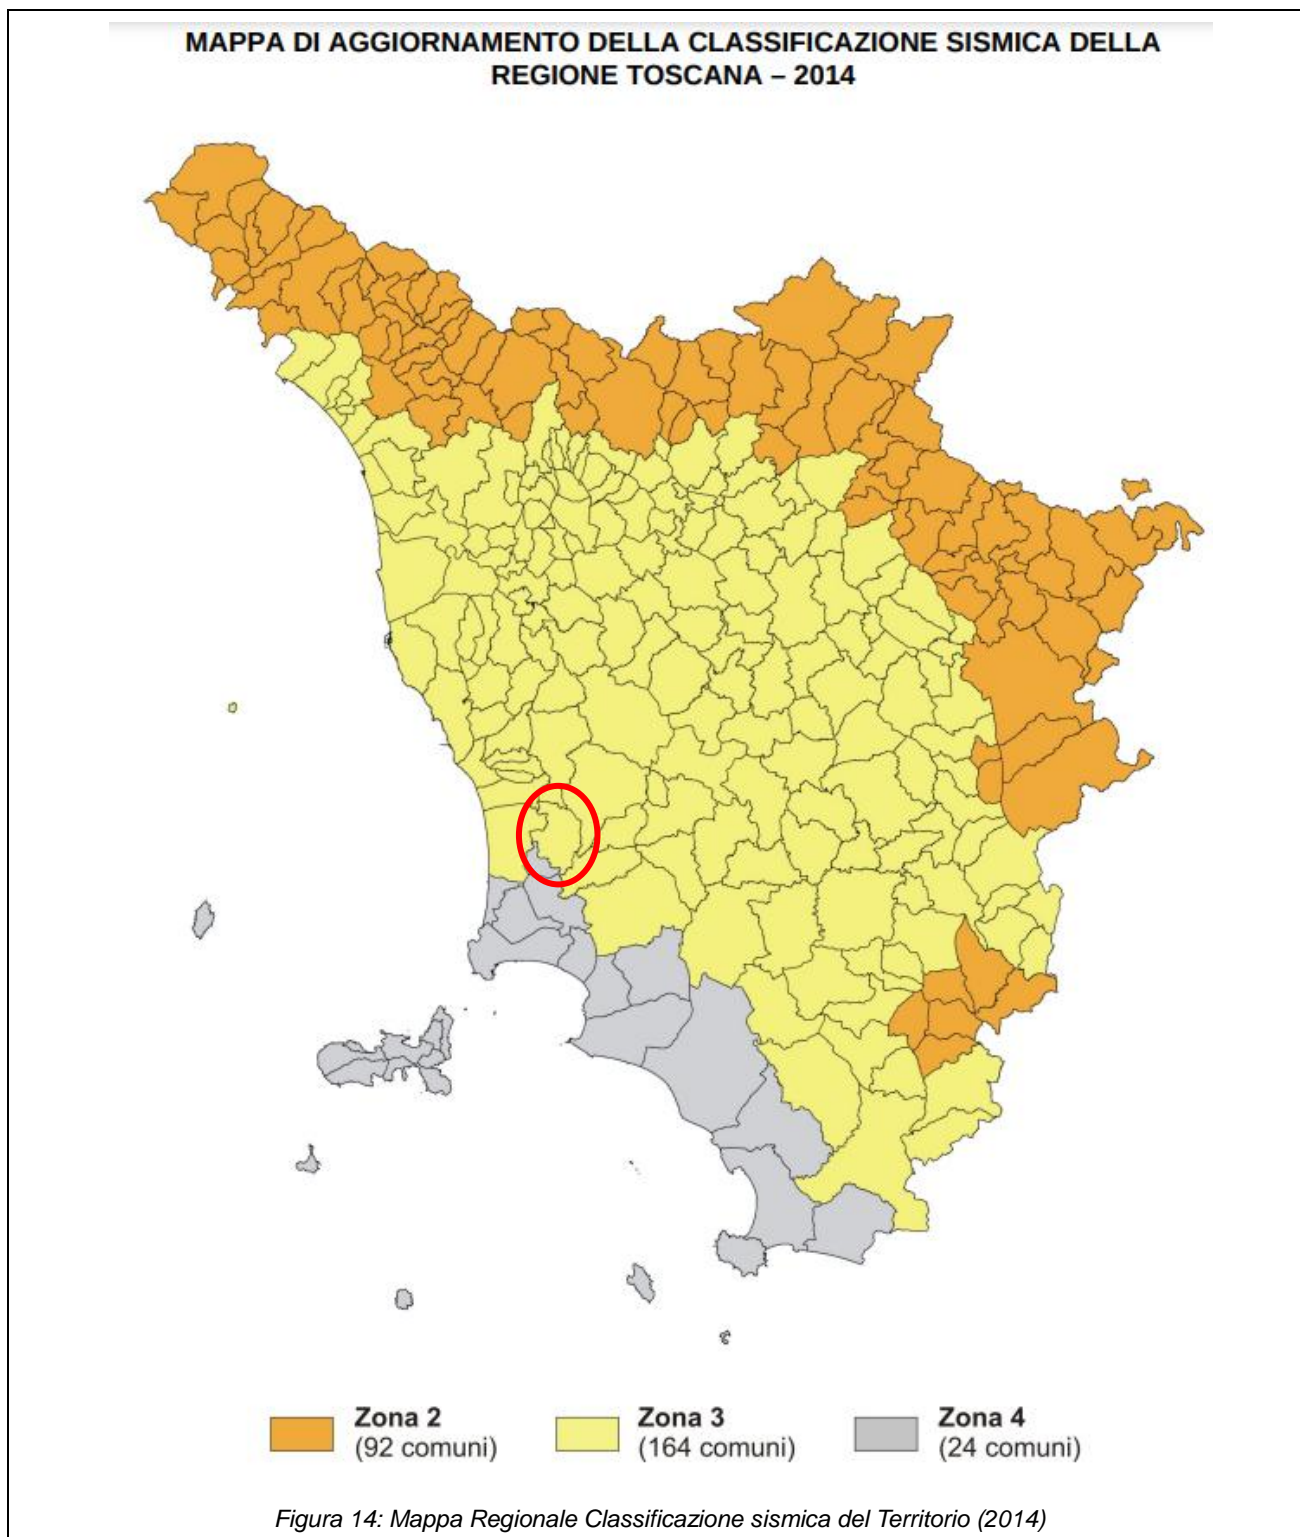 MAPPA DI AGGIORNAMENTO DELLA CLASSIFICAZIONE SISMICA DELLA
REGIONE TOSCANA – 2014
Zona 2
(92 comuni)
Zona 3
(164 comuni)
Zona 4
(24 comuni)
Figura 14: Mappa Regionale Classificazione sismica del Territorio (2014)